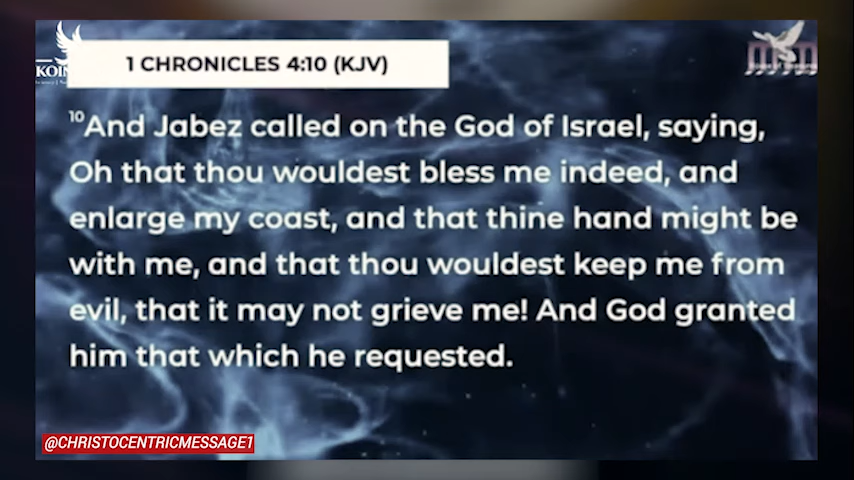 KOIN
1 CHRONICLES 4:10 (KJV)
10And Jabez called on the God of Israel, saying,
Oh that thou wouldest bless me indeed, and
enlarge my coast, and that thine hand might be
with me, and that thou wouldest keep me from
evil, that it may not grieve me! And God granted
him that which he requested.
@CHRISTOCENTRICMESSAGE1